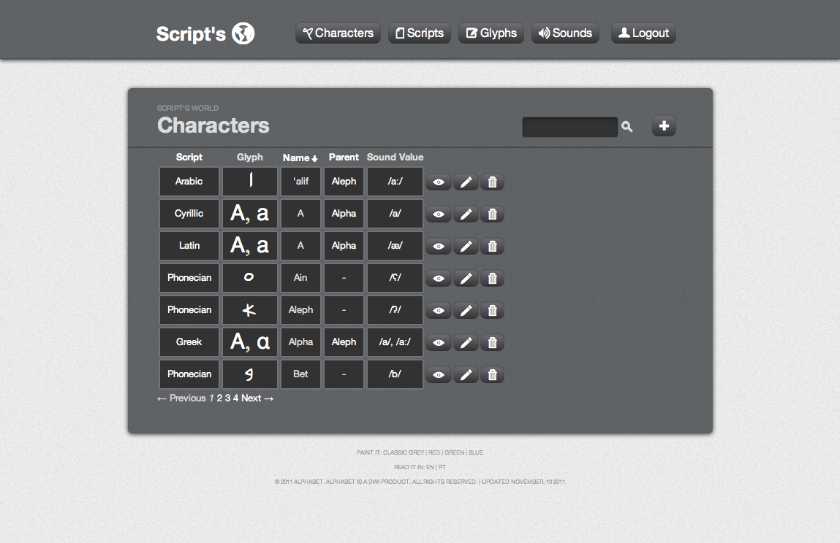 Script's
Characters Scripts Glyphs Sounds Logout
SCRIPT'S WORLD
Characters
Script Glyph Name Parent Sound Value
Arabic ا 'alif Aleph /a:/
Cyrillic А, а A Alpha /a/
Latin A, a A Alpha /æ/
Phonecian 𐤏 Ain - /ʕ/
Phonecian 𐤀 Aleph - /ʔ/
Greek Α, α Alpha Aleph /a/, /a:/
Phonecian 𐤁 Bet - /b/
← Previous 1 2 3 4 Next →
PAINT IT: CLASSIC GREY | RED | GREEN | BLUE
READ IT IN: EN | PT
© 2011 ALPHABET. ALPHABET IS A DWI PRODUCT. ALL RIGHTS RESERVED. | UPDATED NOVEMBER, 10 2011